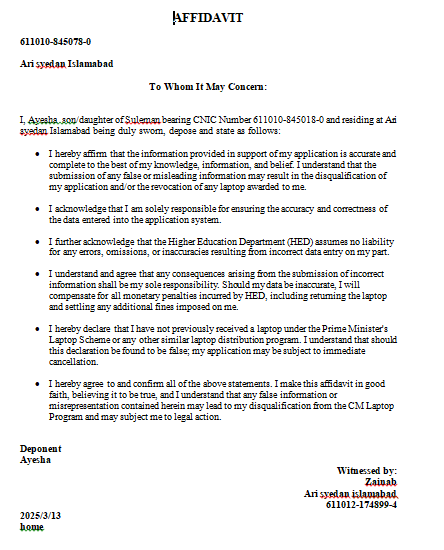 AFFIDAVIT
611010-845078-0
Ari syedan Islamabad
To Whom It May Concern:
I, Ayesha son/daughter of Suleman bearing CNIC Number 611010-845018-0 and residing at Ari
syedan Islamabad being duly sworn, depose and state as follows:
• I hereby affirm that the information provided in support of my application is accurate and
complete to the best of my knowledge, information, and belief. I understand that the
submission of any false or misleading information may result in the disqualification of
my application and/or the revocation of any laptop awarded to me.
• I acknowledge that I am solely responsible for ensuring the accuracy and correctness of
the data entered into the application system.
• I further acknowledge that the Higher Education Department (HED) assumes no liability
for any errors, omissions, or inaccuracies resulting from incorrect data entry on my part.
• I understand and agree that any consequences arising from the submission of incorrect
information shall be my sole responsibility. Should my data be inaccurate, I will
compensate for all monetary penalties incurred by HED, including returning the laptop
and settling any additional fines imposed on me.
• I hereby declare that I have not previously received a laptop under the Prime Minister's
Laptop Scheme or any other similar laptop distribution program. I understand that should
this declaration be found to be false; my application may be subject to immediate
cancellation.
• I hereby agree to and confirm all of the above statements. I make this affidavit in good
faith, believing it to be true, and I understand that any false information or
misrepresentation contained herein may lead to my disqualification from the CM Laptop
Program and may subject me to legal action.
Deponent
Ayesha
Witnessed by:
Zainab
Ari syedan islamabad
611012-174899-4
2025/3/13
home